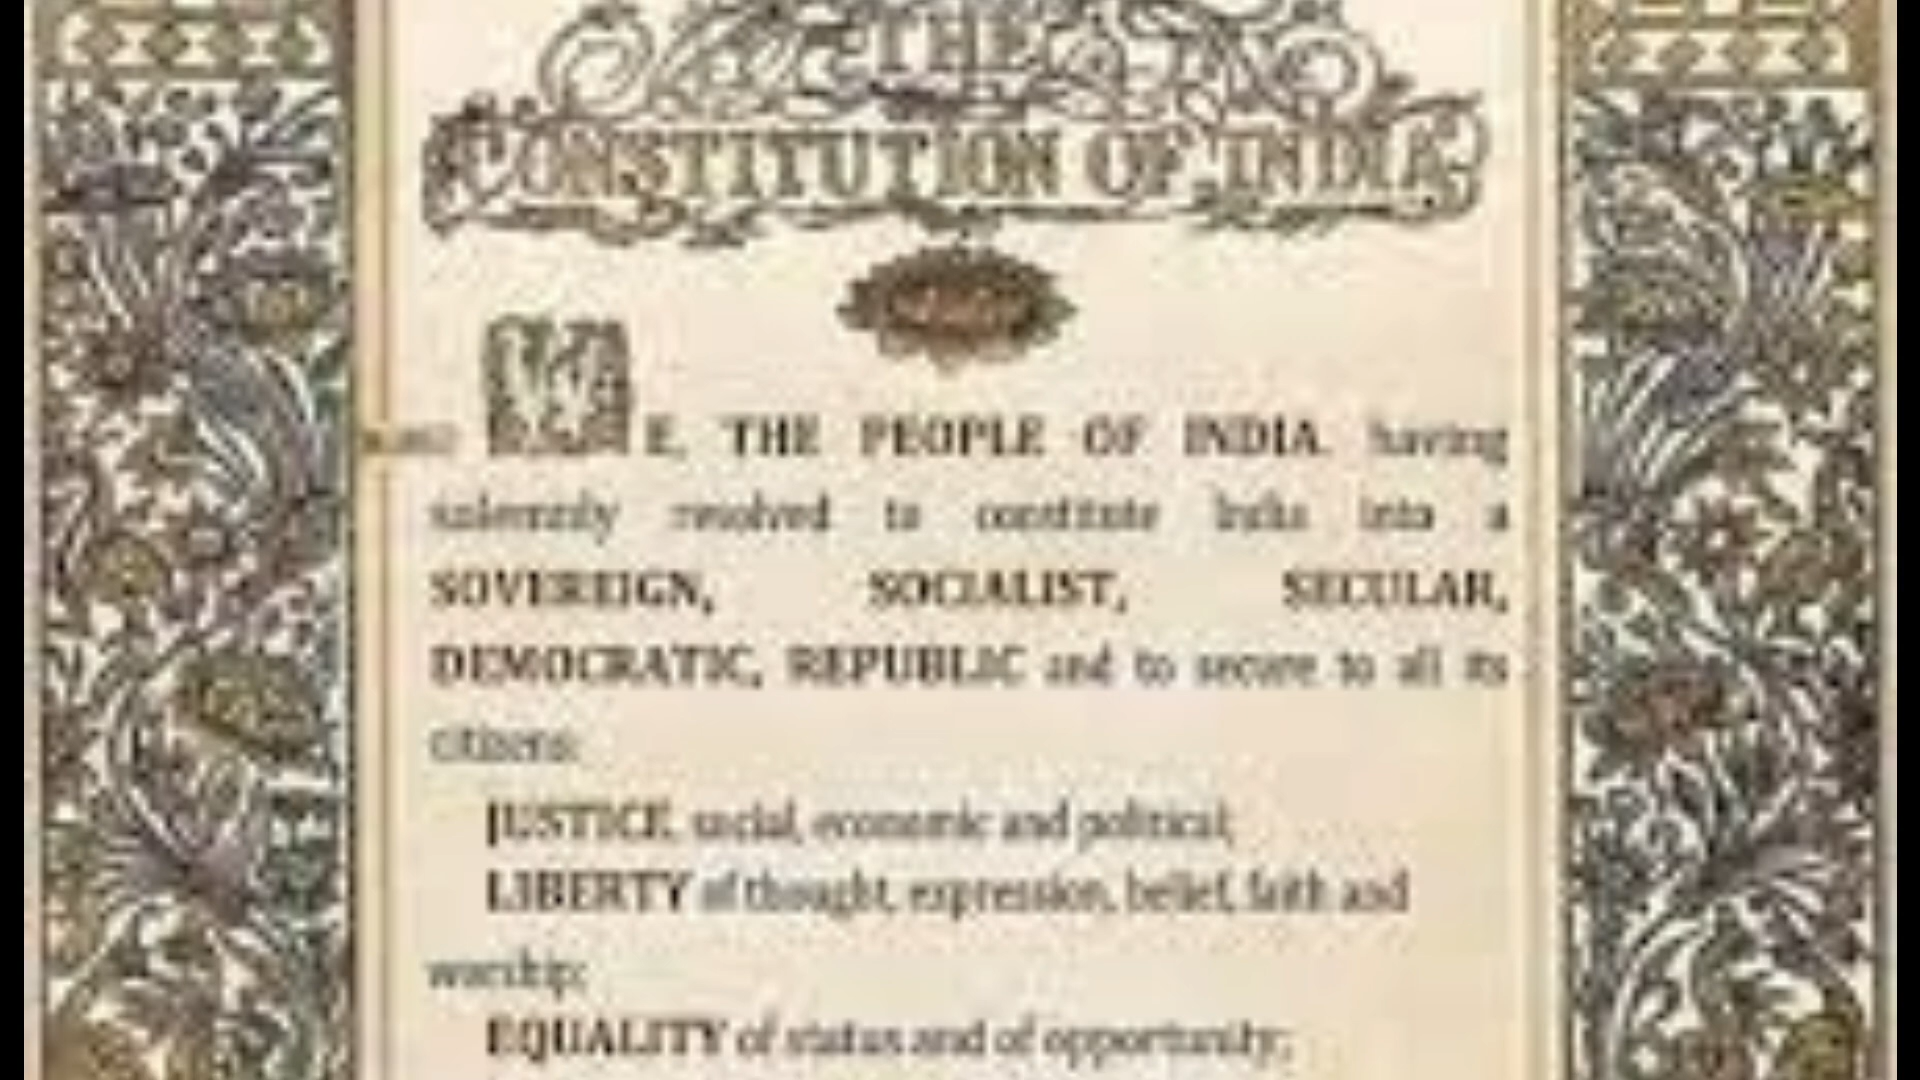 THE
CONSTITUTION OF INDIA
WE, THE PEOPLE OF INDIA, having
solemnly resolved to constitute India into a
SOVEREIGN, SOCIALIST, SECULAR,
DEMOCRATIC, REPUBLIC and to secure to all its
citizens:
JUSTICE, social, economic and political;
LIBERTY of thought, expression, belief, faith and
worship;
EQUALITY of status and of opportunity;